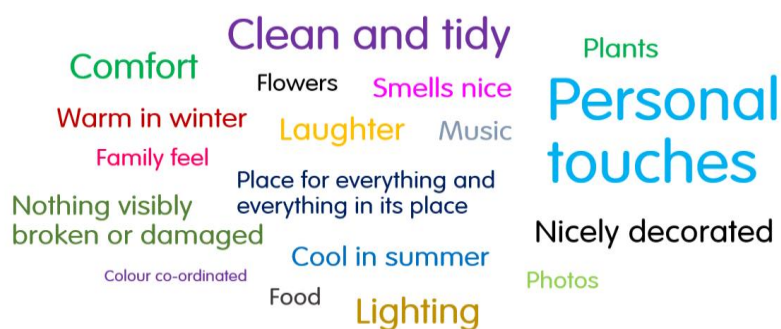 Clean and tidy
Plants
Comfort
Flowers
Smells nice
Personal
touches
Warm in winter
Laughter
Music
Family feel
Place for everything and
everything in its place
Nothing visibly
broken or damaged
Nicely decorated
Cool in summer
Colour co-ordinated
Photos
Food
Lighting